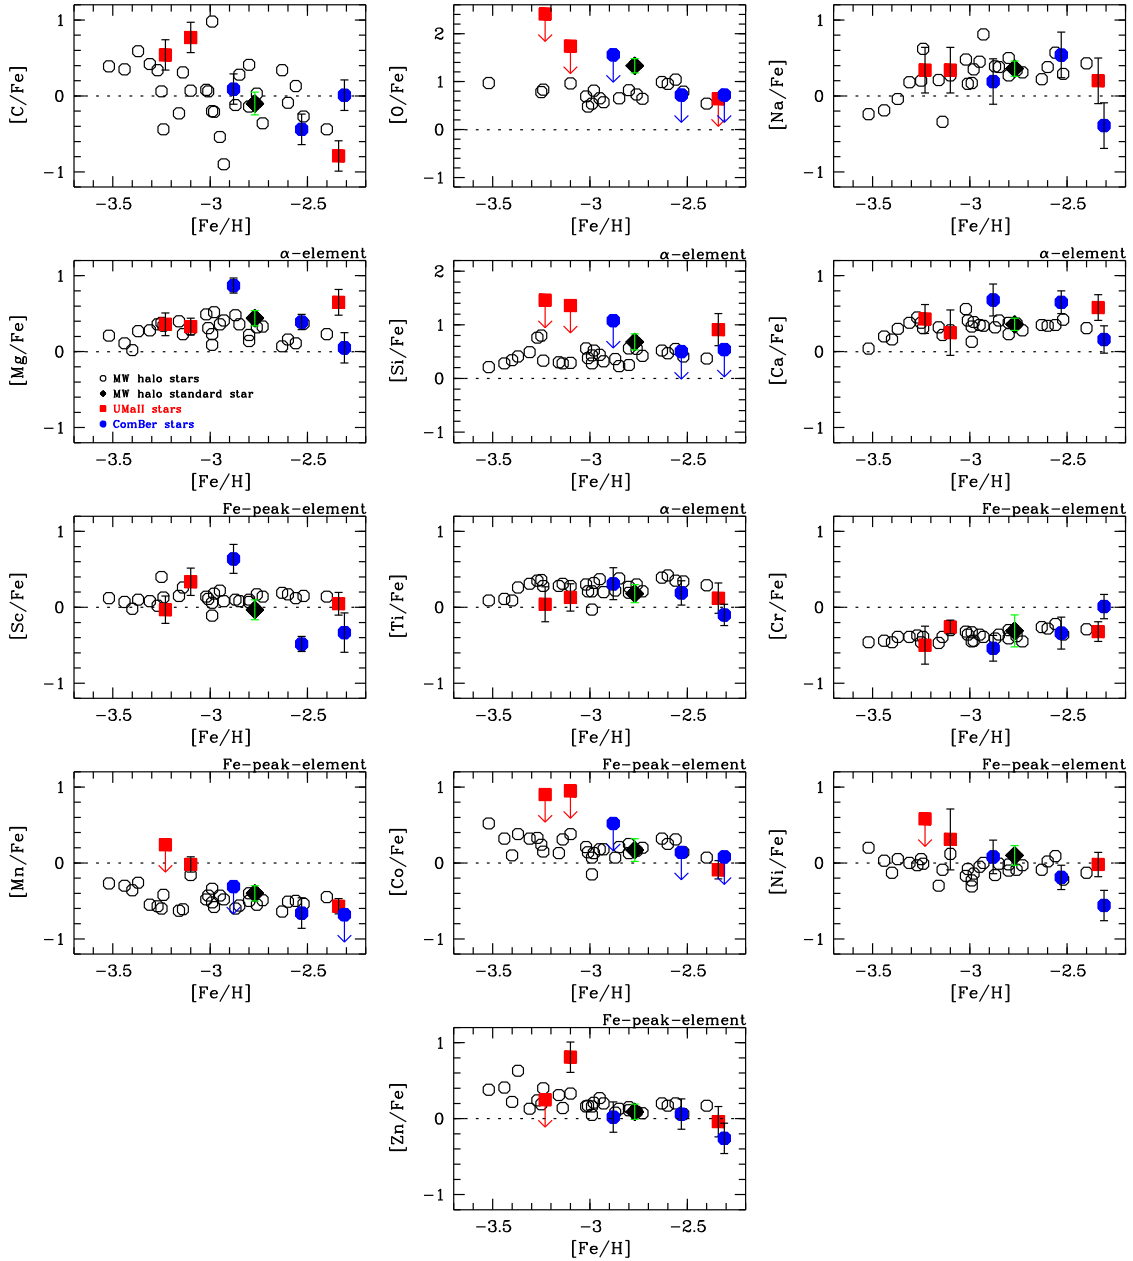 1
0
−1
[C/Fe]
−3.5
−3
−2.5
[Fe/H]
2
1
0
−1
[O/Fe]
−3.5
−3
−2.5
[Fe/H]
1
0
−1
[Na/Fe]
−3.5
−3
−2.5
[Fe/H]
α−element
1
0
−1
[Mg/Fe]
MW halo stars
MW halo standard star
UMaII stars
ComBer stars
−3.5
−3
−2.5
[Fe/H]
α−element
2
1
0
−1
[Si/Fe]
−3.5
−3
−2.5
[Fe/H]
α−element
1
0
−1
[Ca/Fe]
−3.5
−3
−2.5
[Fe/H]
Fe−peak−element
1
0
−1
[Sc/Fe]
−3.5
−3
−2.5
[Fe/H]
α−element
1
0
−1
[Ti/Fe]
−3.5
−3
−2.5
[Fe/H]
Fe−peak−element
1
0
−1
[Cr/Fe]
−3.5
−3
−2.5
[Fe/H]
Fe−peak−element
1
0
−1
[Mn/Fe]
−3.5
−3
−2.5
[Fe/H]
Fe−peak−element
1
0
−1
[Co/Fe]
−3.5
−3
−2.5
[Fe/H]
Fe−peak−element
1
0
−1
[Ni/Fe]
−3.5
−3
−2.5
[Fe/H]
Fe−peak−element
1
0
−1
[Zn/Fe]
−3.5
−3
−2.5
[Fe/H]